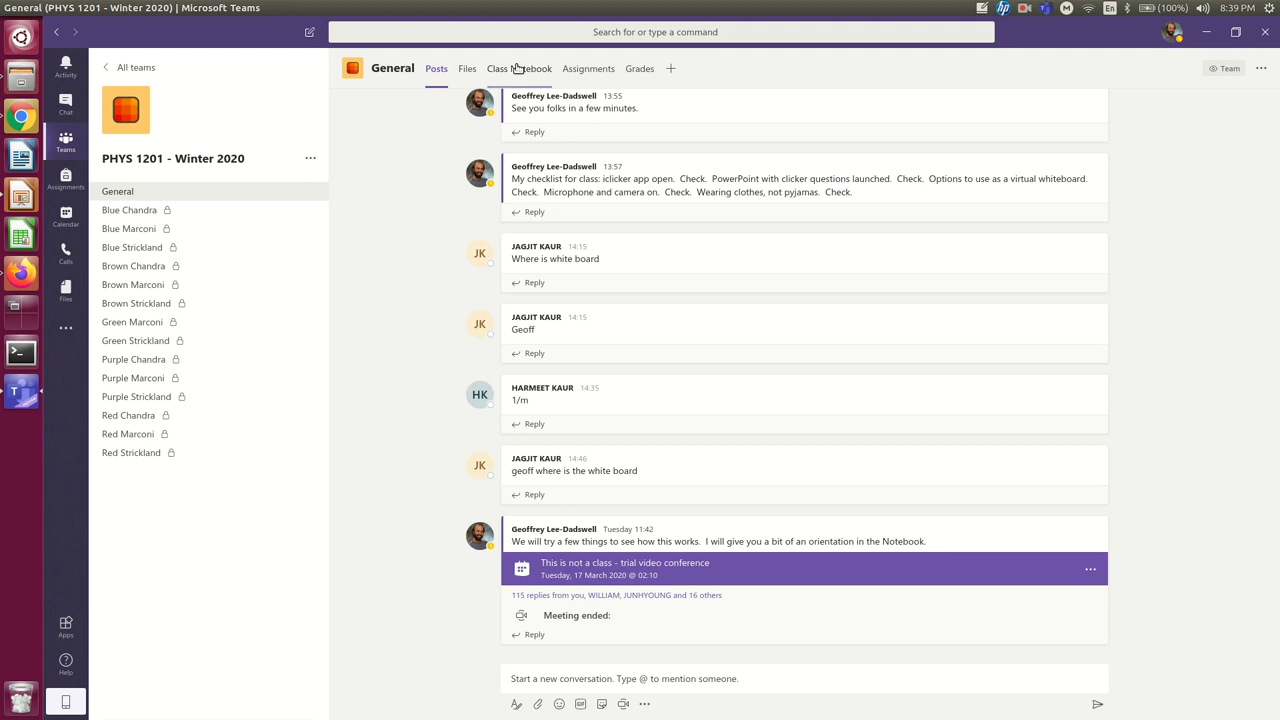 General (PHYS 1201 - Winter 2020) | Microsoft Teams
En
(100%)
8:39 PM
Search for or type a command
Activity
Chat
Teams
Assignments
Calendar
Calls
Files
Apps
Help
All teams
PHYS 1201 - Winter 2020
General
Blue Chandra
Blue Marconi
Blue Strickland
Brown Chandra
Brown Marconi
Brown Strickland
Green Marconi
Green Strickland
Purple Chandra
Purple Marconi
Purple Strickland
Red Chandra
Red Marconi
Red Strickland
General Posts Files Class Notebook Assignments Grades
Team
Geoffrey Lee-Dadswell 13:55
See you folks in a few minutes.
Reply
Geoffrey Lee-Dadswell 13:57
My checklist for class: iclicker app open. Check. PowerPoint with clicker questions launched. Check. Options to use as a virtual whiteboard.
Check. Microphone and camera on. Check. Wearing clothes, not pyjamas. Check.
Reply
JK
JAGJIT KAUR 14:15
Where is white board
Reply
JK
JAGJIT KAUR 14:15
Geoff
Reply
HK
HARMEET KAUR 14:35
1/m
Reply
JK
JAGJIT KAUR 14:46
geoff where is the white board
Reply
Geoffrey Lee-Dadswell Tuesday 11:42
We will try a few things to see how this works. I will give you a bit of an orientation in the Notebook.
This is not a class - trial video conference
Tuesday, 17 March 2020 @ 02:10
115 replies from you, WILLIAM, JUNHYOUNG and 16 others
Meeting ended:
Reply
Start a new conversation. Type @ to mention someone.
GIF